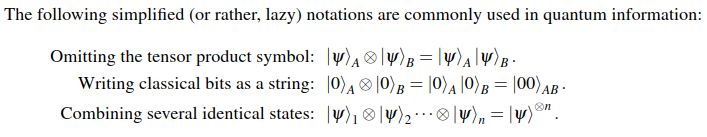 The following simplified (or rather, lazy) notations are commonly used in quantum information:
Omitting the tensor product symbol: |ψ⟩_A ⊗ |ψ⟩_B = |ψ⟩_A |ψ⟩_B .
Writing classical bits as a string: |0⟩_A ⊗ |0⟩_B = |0⟩_A |0⟩_B = |00⟩_AB .
Combining several identical states: |ψ⟩_1 ⊗ |ψ⟩_2 ··· ⊗ |ψ⟩_n = |ψ⟩^⊗n .